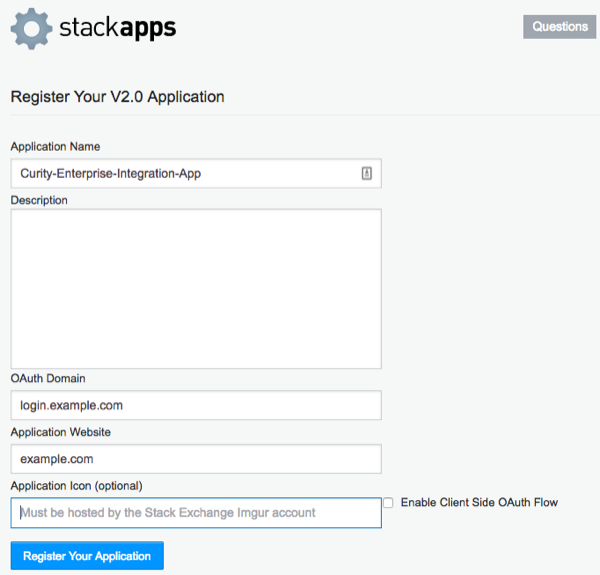 stackapps
Questions
Register Your V2.0 Application
Application Name
Curity-Enterprise-Integration-App
Description
OAuth Domain
login.example.com
Application Website
example.com
Application Icon (optional)
Must be hosted by the Stack Exchange Imgur account
Enable Client Side OAuth Flow
Register Your Application